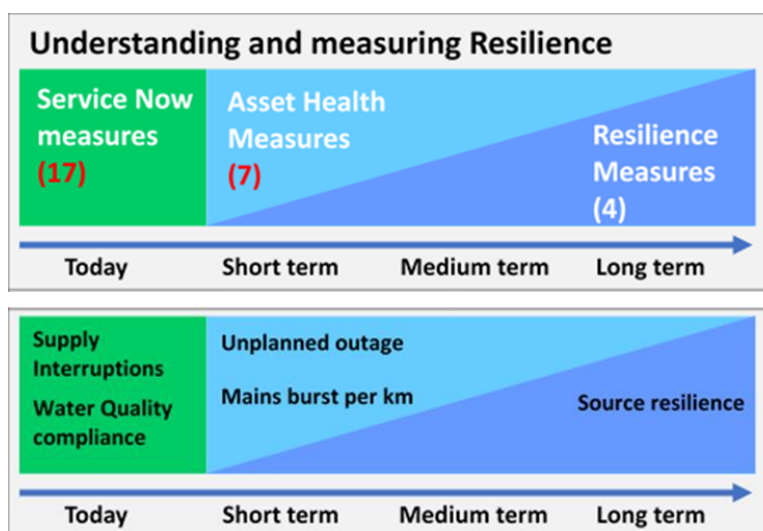 Understanding and measuring Resilience
Service Now
measures
(17)
Asset Health
Measures
(7)
Resilience
Measures
(4)
Today
Short term
Medium term
Long term
Supply
Interruptions
Water Quality
compliance
Unplanned outage
Mains burst per km
Source resilience
Today
Short term
Medium term
Long term